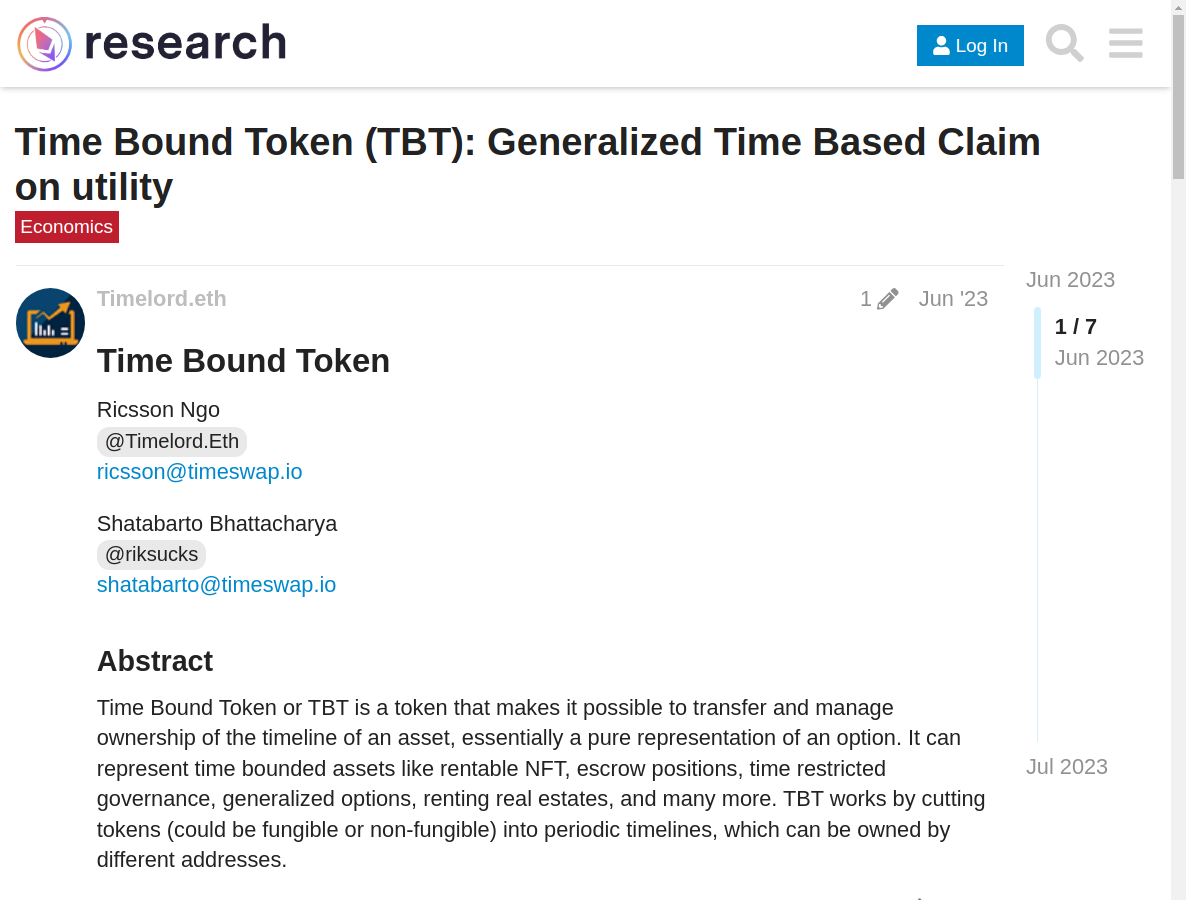 research
Log In
Time Bound Token (TBT): Generalized Time Based Claim
on utility
Economics
Timelord.eth
1
Jun '23
Jun 2023
1 / 7
Jun 2023
Time Bound Token
Ricsson Ngo
@Timelord.Eth
ricsson@timeswap.io
Shatabarto Bhattacharya
@riksucks
shatabarto@timeswap.io
Abstract
Time Bound Token or TBT is a token that makes it possible to transfer and manage
ownership of the timeline of an asset, essentially a pure representation of an option. It can
represent time bounded assets like rentable NFT, escrow positions, time restricted
governance, generalized options, renting real estates, and many more. TBT works by cutting
tokens (could be fungible or non-fungible) into periodic timelines, which can be owned by
different addresses.
Jul 2023